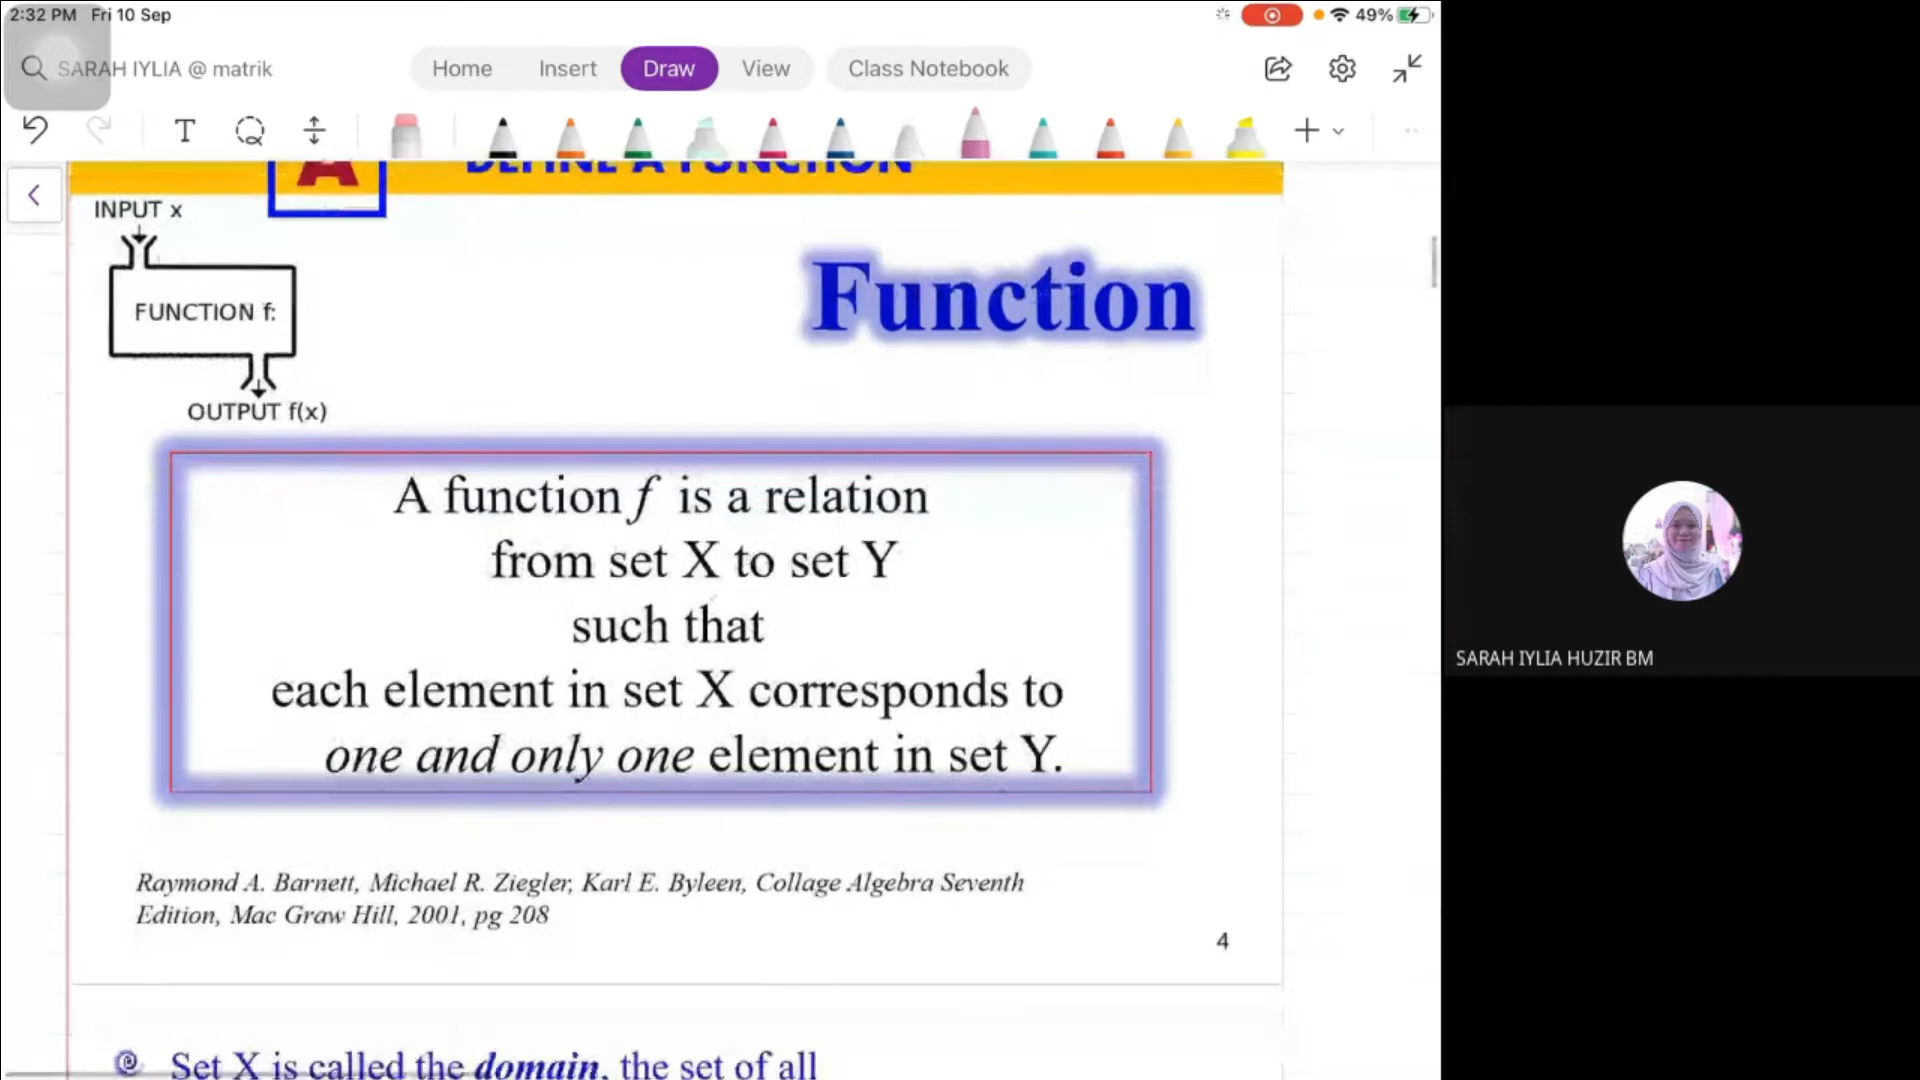 2:32 PM Fri 10 Sep
49%
SARAH IYLIA @ matrik
Home Insert Draw View Class Notebook
T
A DEFINE A FUNCTION
INPUT x
FUNCTION f:
OUTPUT f(x)
Function
A function f is a relation
from set X to set Y
such that
each element in set X corresponds to
one and only one element in set Y.
Raymond A. Barnett, Michael R. Ziegler, Karl E. Byleen, Collage Algebra Seventh
Edition, Mac Graw Hill, 2001, pg 208
4
Set X is called the domain, the set of all
SARAH IYLIA HUZIR BM